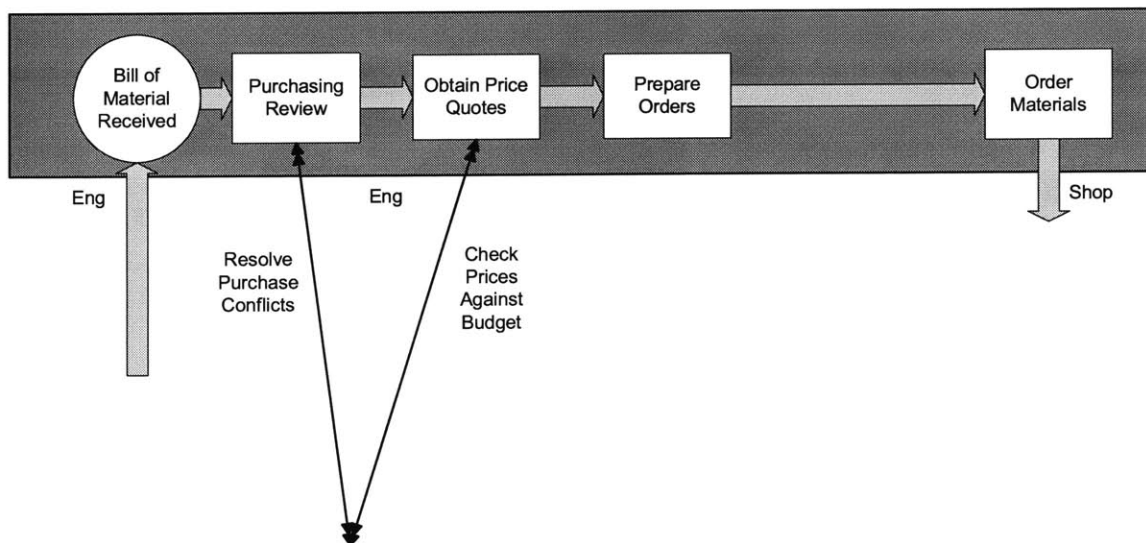 Bill of
Material
Received
Purchasing
Review
Obtain Price
Quotes
Prepare
Orders
Order
Materials
Eng
Eng
Shop
Resolve
Purchase
Conflicts
Check
Prices
Against
Budget